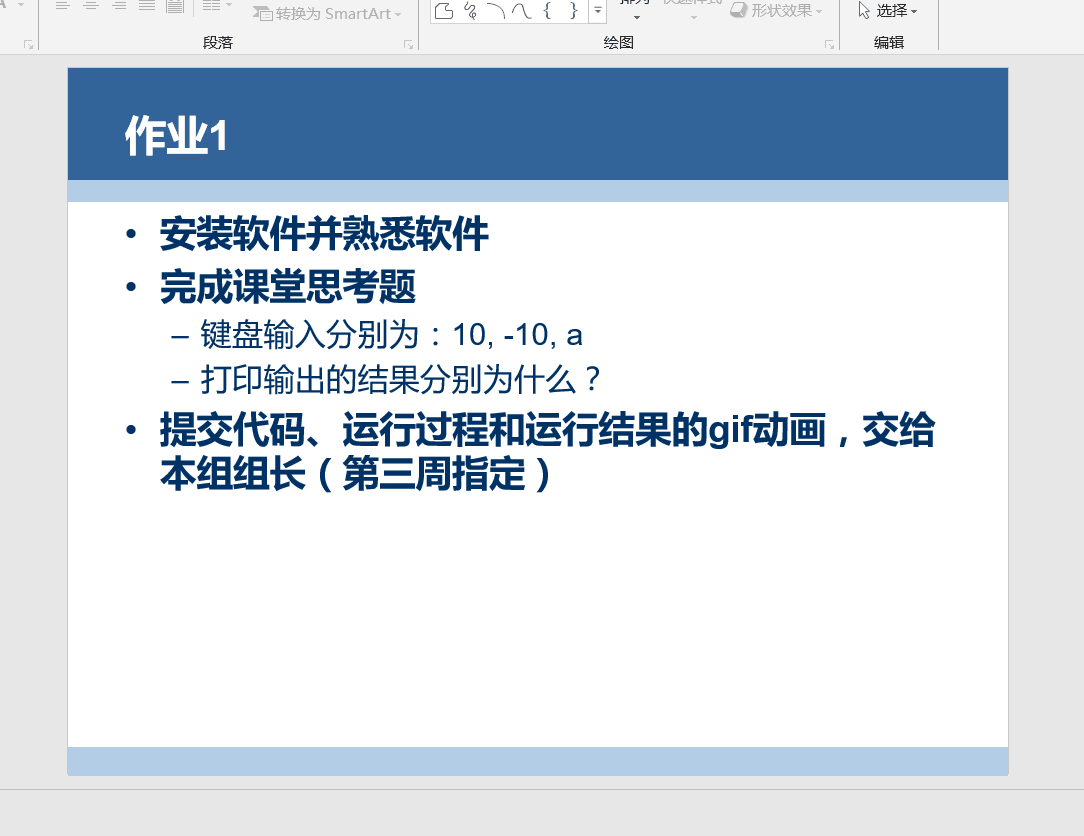 转换为 SmartArt
形状效果
选择
段落
绘图
编辑
作业1
• 安装软件并熟悉软件
• 完成课堂思考题
– 键盘输入分别为：10, -10, a
– 打印输出的结果分别为什么？
• 提交代码、运行过程和运行结果的gif动画，交给
本组组长（第三周指定）